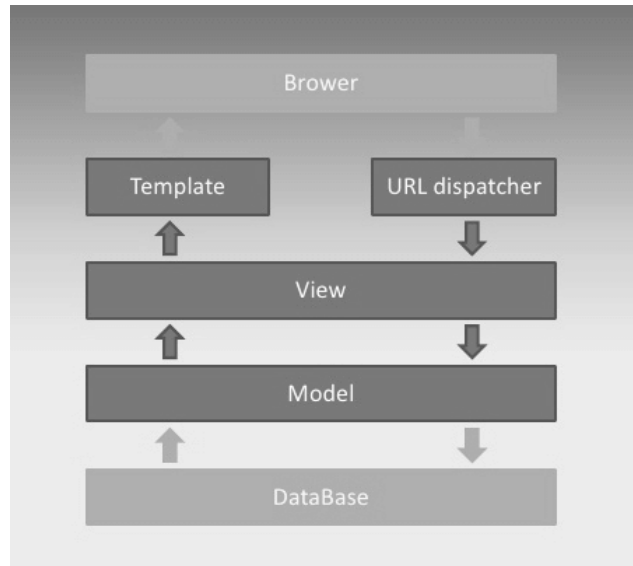 Brower
Template
URL dispatcher
View
Model
DataBase